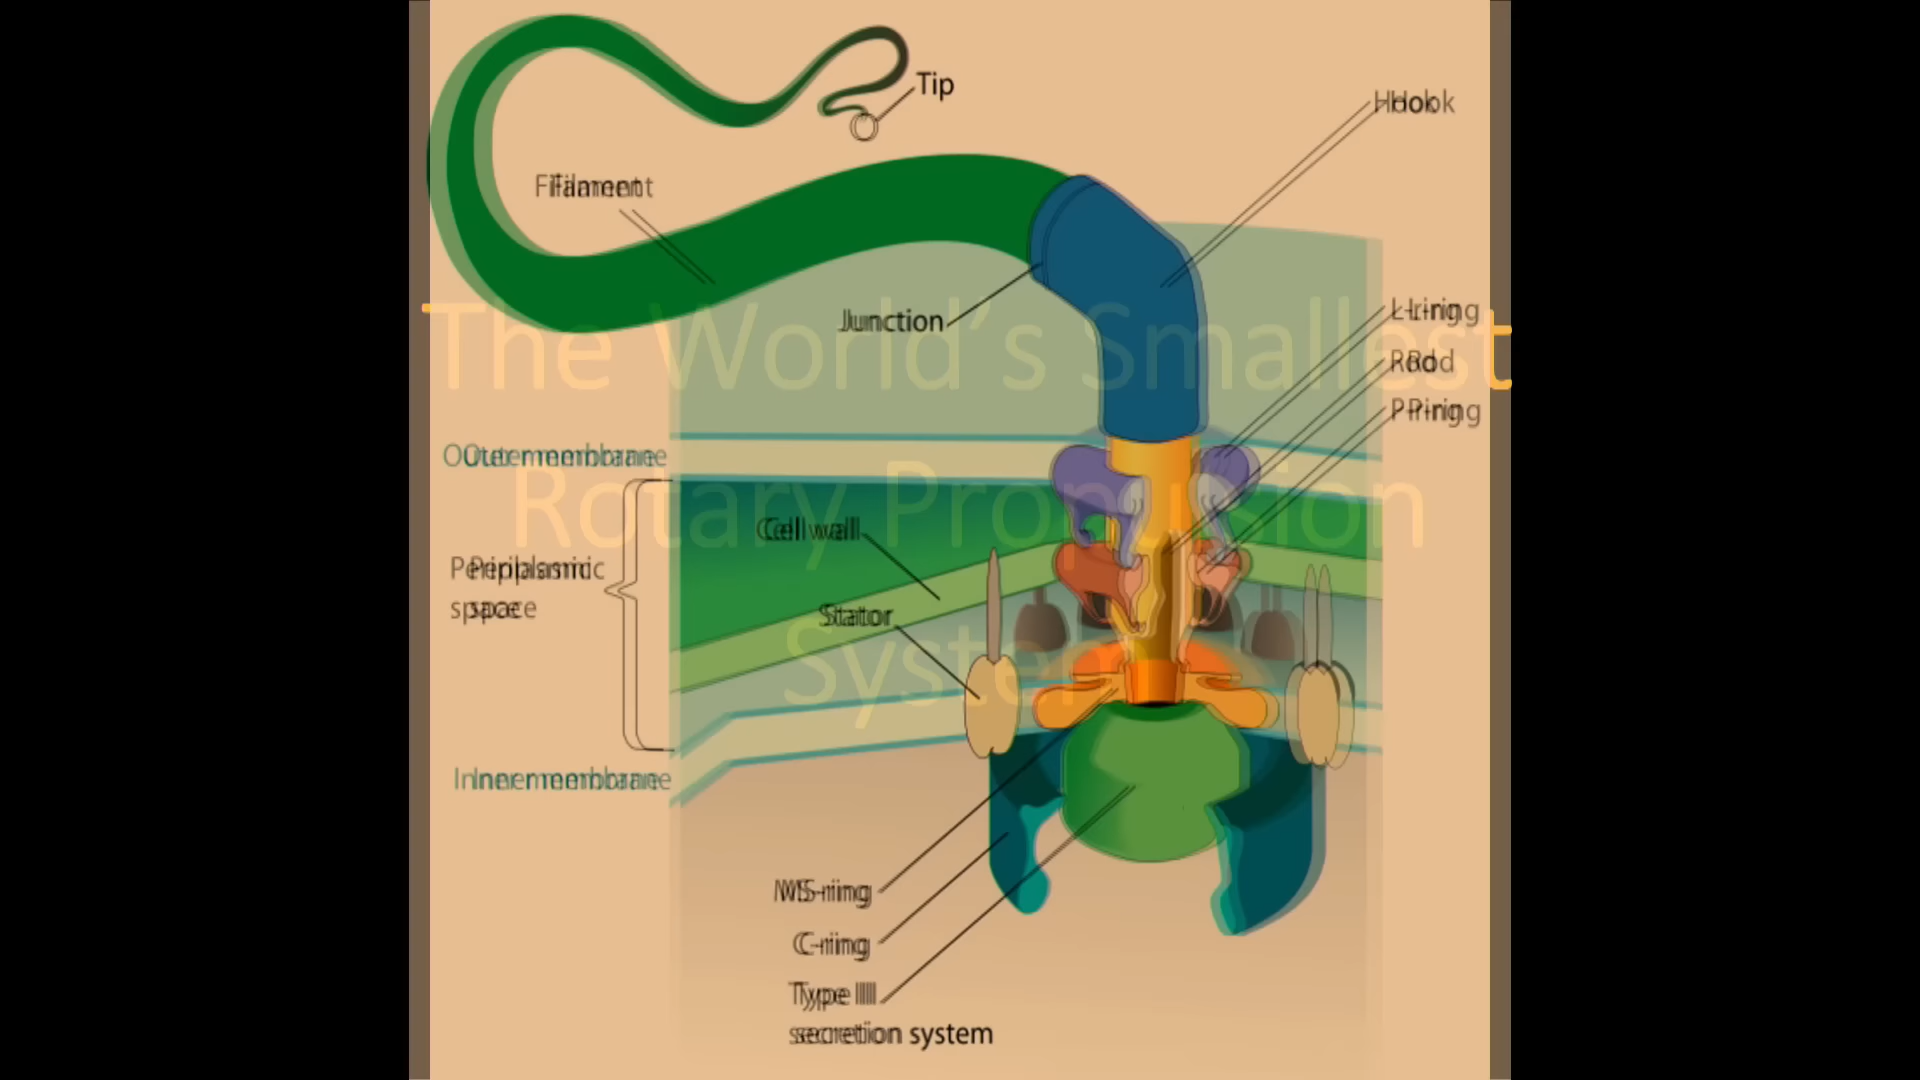 Tip
Hook
Filament
L-ring
Junction
The World's Smallest
Rod
P-ring
Outer membrane
Rotary Propulsion
Cell wall
Periplasmic
space
Stator
System
Inner membrane
MS-ring
C-ring
Type III
secretion system